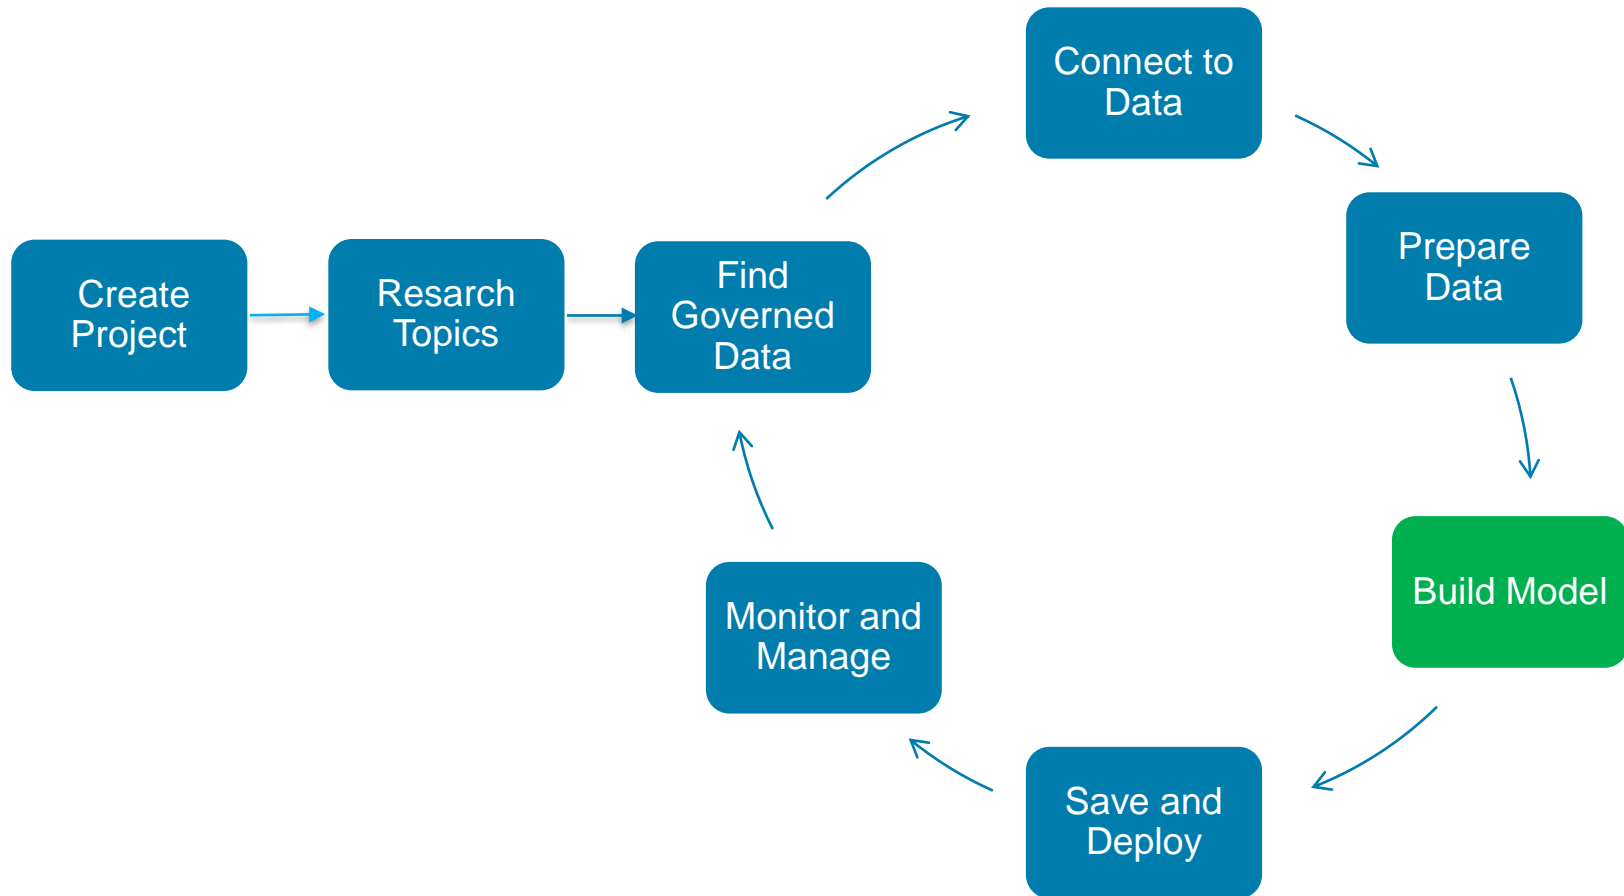 Create
Project
Resarch
Topics
Find
Governed
Data
Connect to
Data
Prepare
Data
Build Model
Save and
Deploy
Monitor and
Manage